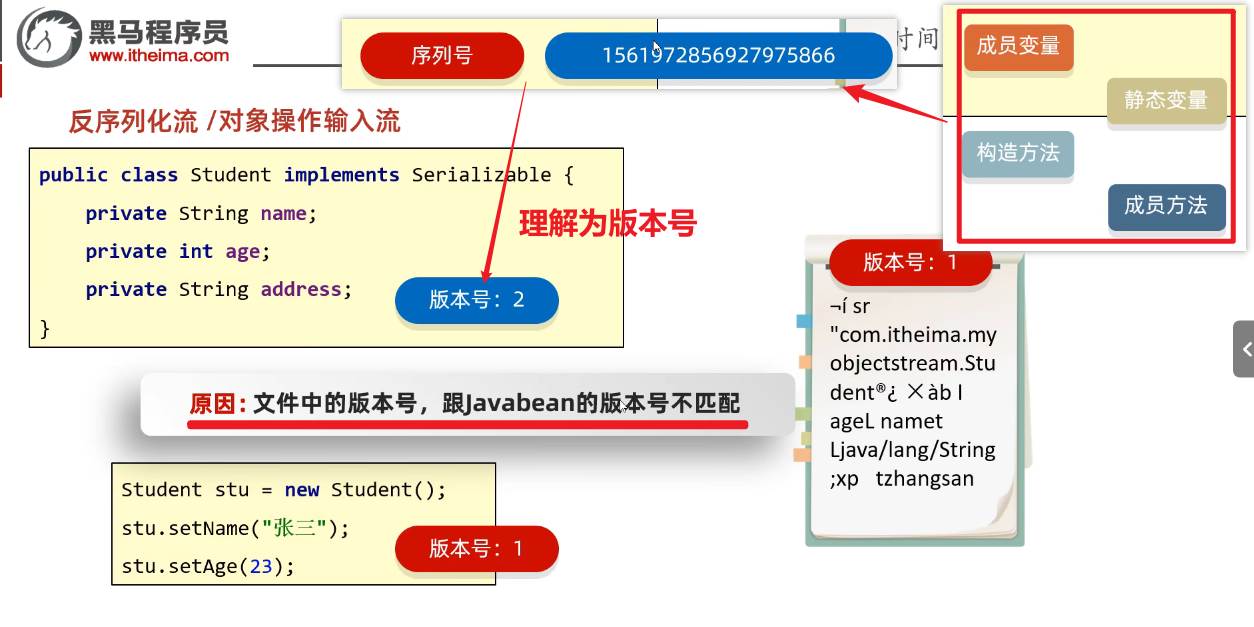 黑马程序员
www.itheima.com
序列号
1561972856927975866
时间
成员变量
静态变量
构造方法
成员方法
反序列化流 /对象操作输入流
public class Student implements Serializable {
private String name;
private int age;
private String address;
}
理解为版本号
版本号：2
版本号：1
¬í sr
"com.itheima.my
objectstream.Stu
dent®¿ ×àb I
ageL namet
Ljava/lang/String
;xp tzhangsan
原因：文件中的版本号，跟Javabean的版本号不匹配
Student stu = new Student();
stu.setName("张三");
stu.setAge(23);
版本号：1